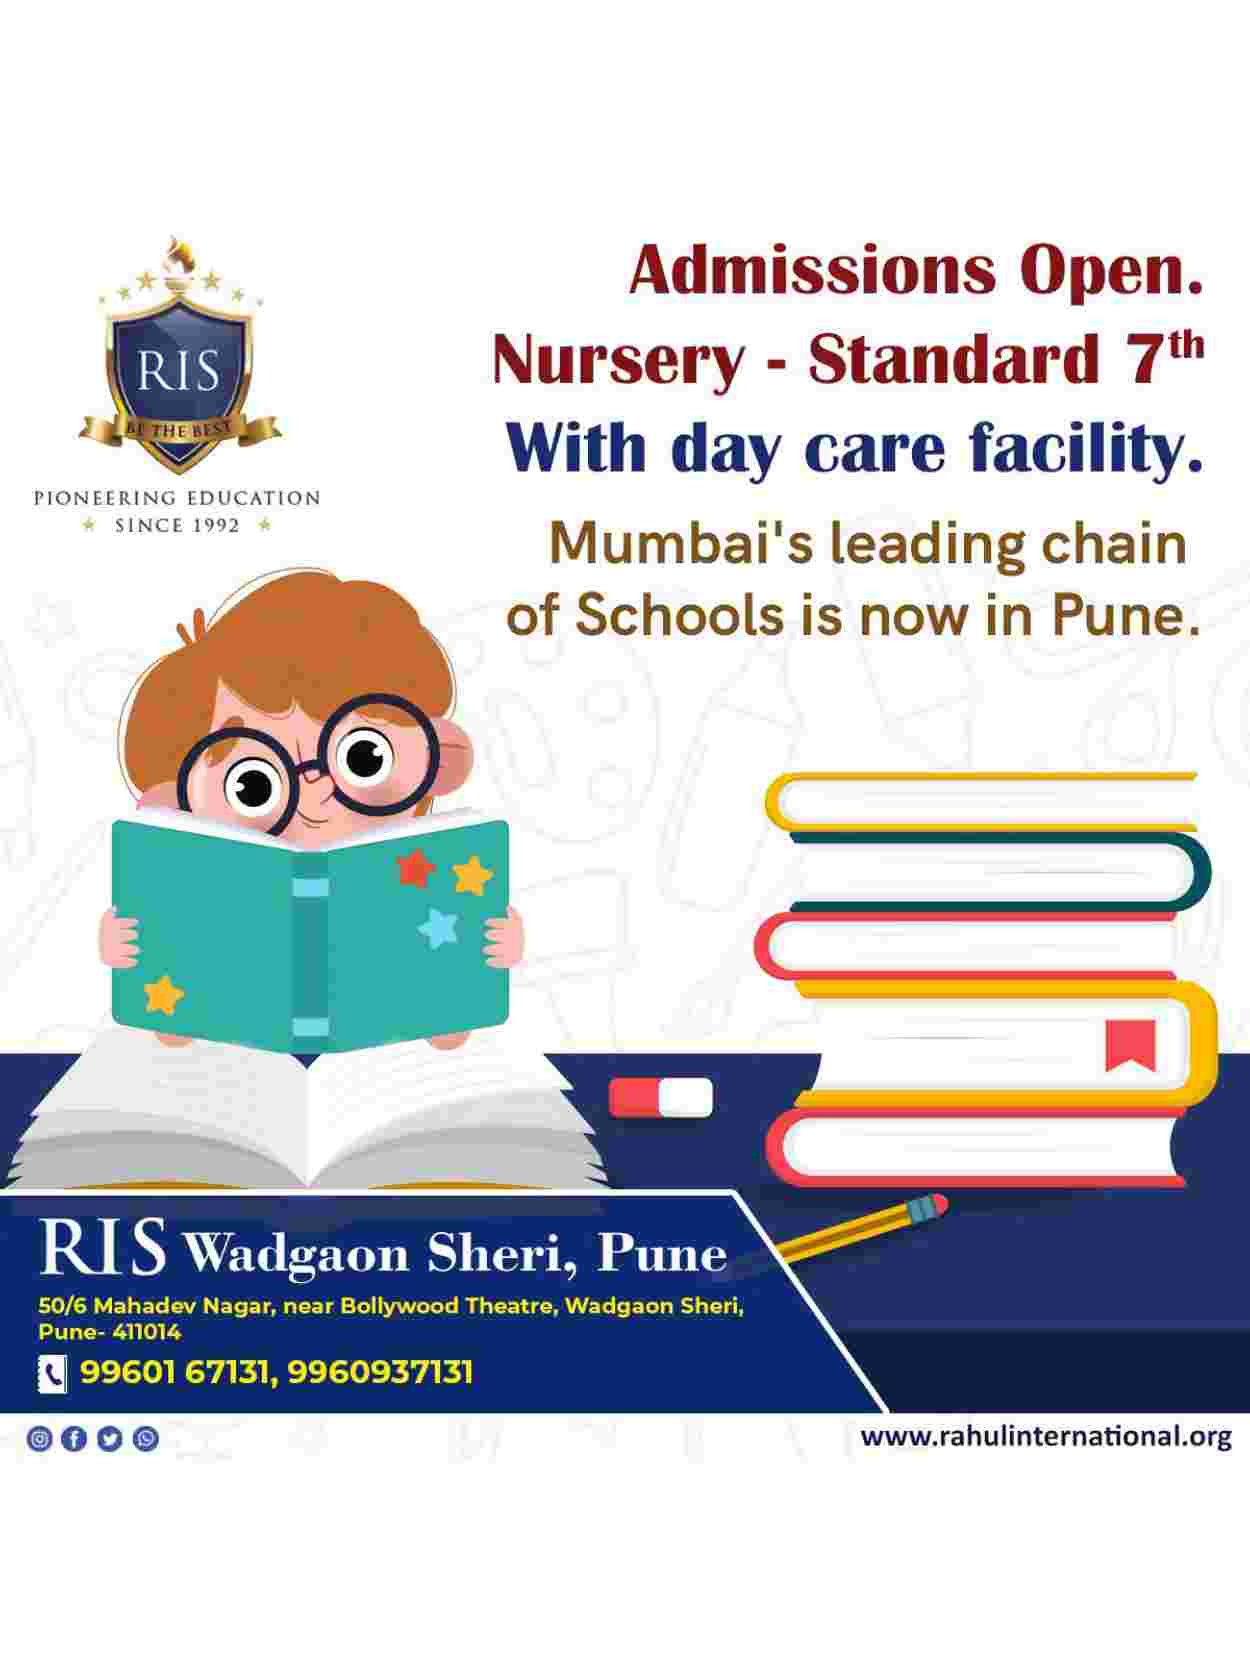 RIS
BE THE BEST
PIONEERING EDUCATION
SINCE 1992
Admissions Open.
Nursery - Standard 7th
With day care facility.
Mumbai's leading chain
of Schools is now in Pune.
RIS Wadgaon Sheri, Pune
50/6 Mahadev Nagar, near Bollywood Theatre, Wadgaon Sheri,
Pune- 411014
99601 67131, 9960937131
www.rahulinternational.org